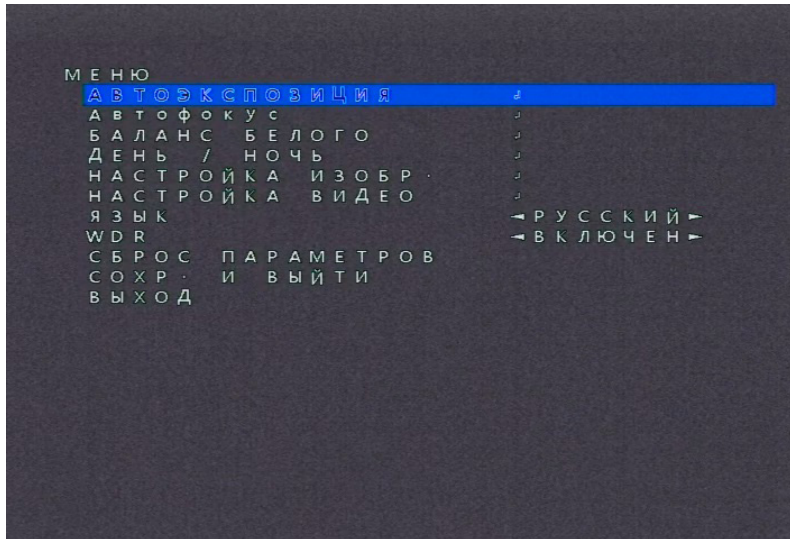 МЕНЮ
АВТОЭКСПОЗИЦИЯ ↲
Автофокус ↲
БАЛАНС БЕЛОГО ↲
ДЕНЬ / НОЧЬ ↲
НАСТРОЙКА ИЗОБР. ↲
НАСТРОЙКА ВИДЕО ↲
ЯЗЫК ◄РУССКИЙ►
WDR ◄ВКЛЮЧЕН►
СБРОС ПАРАМЕТРОВ
СОХР. И ВЫЙТИ
ВЫХОД